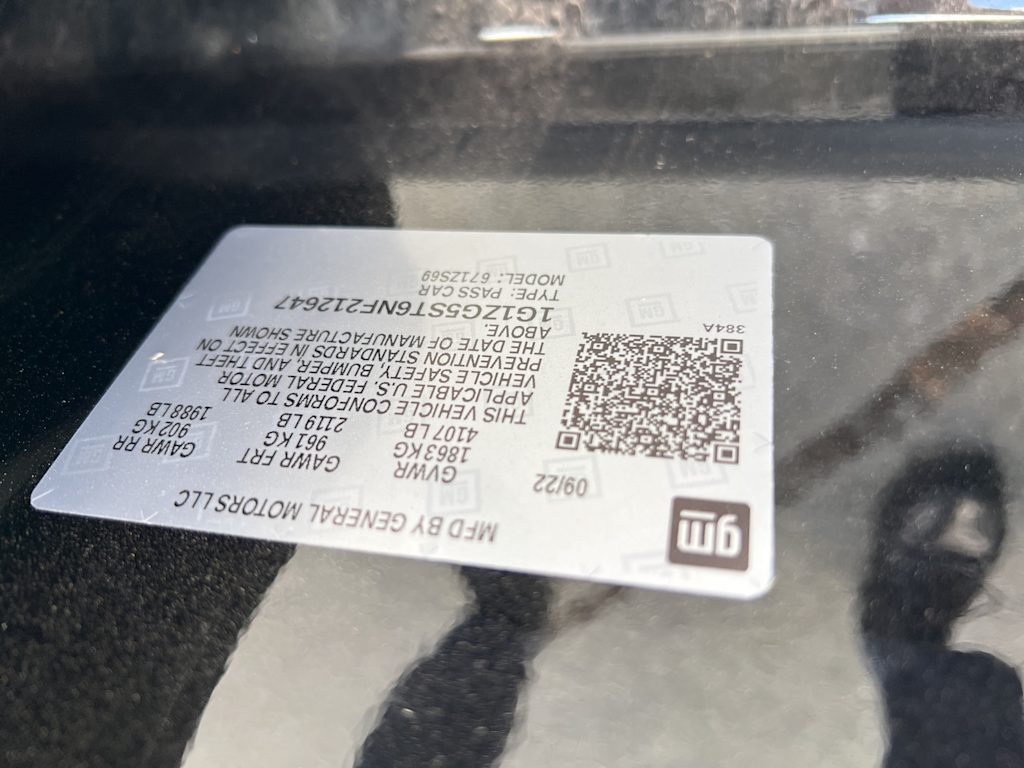 gm
MFD BY GENERAL MOTORS LLC
09/22
GVWR GAWR FRT GAWR RR
1863 KG 961 KG 902 KG
4107 LB 2119 LB 1988 LB
THIS VEHICLE CONFORMS TO ALL
APPLICABLE U.S. FEDERAL MOTOR
VEHICLE SAFETY, BUMPER, AND THEFT
PREVENTION STANDARDS IN EFFECT ON
THE DATE OF MANUFACTURE SHOWN
ABOVE.
1G1ZG5ST6NF212647
TYPE: PASS CAR
MODEL: 671ZS69
384A